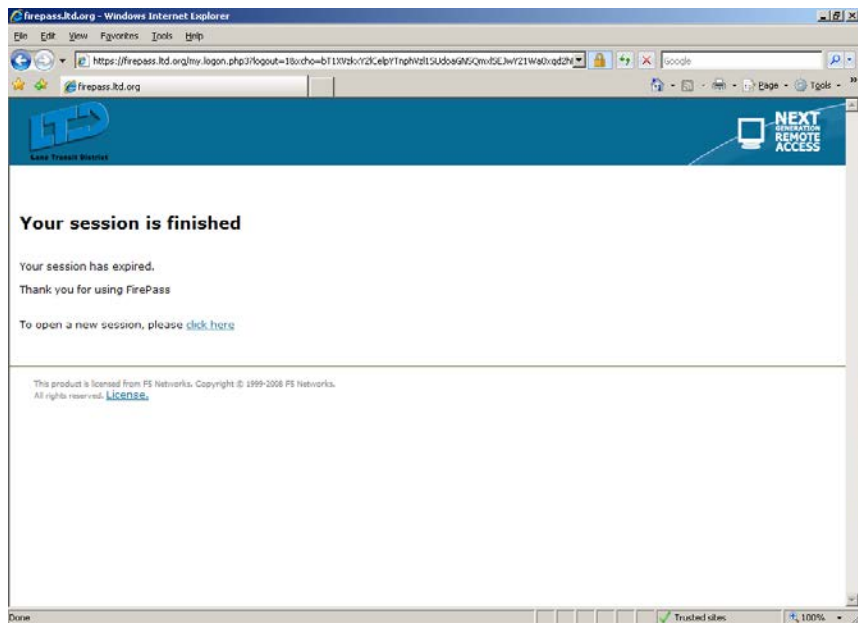 firepass.ltd.org - Windows Internet Explorer
File Edit View Favorites Tools Help
Google
firepass.ltd.org
Page Tools
LTD
Lane Transit District
NEXT
GENERATION
REMOTE
ACCESS
Your session is finished
Your session has expired.
Thank you for using FirePass
To open a new session, please click here
This product is licensed from F5 Networks. Copyright © 1999-2008 F5 Networks.
All rights reserved. License.
Done
Trusted sites
100%